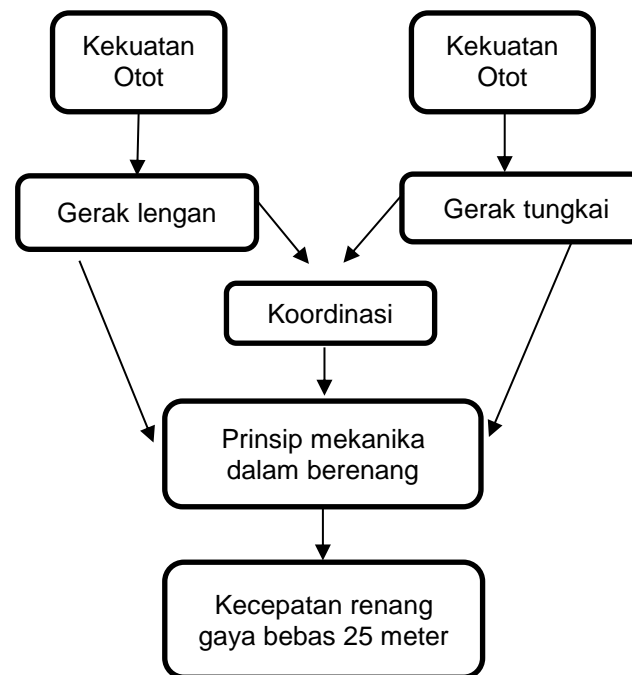 Kekuatan
Otot
Kekuatan
Otot
Gerak lengan
Gerak tungkai
Koordinasi
Prinsip mekanika
dalam berenang
Kecepatan renang
gaya bebas 25 meter